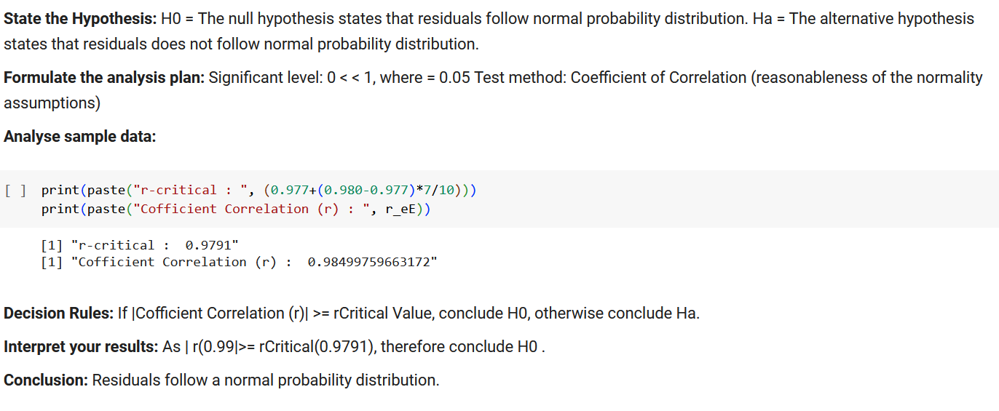 State the Hypothesis: H0 = The null hypothesis states that residuals follow normal probability distribution. Ha = The alternative hypothesis
states that residuals does not follow normal probability distribution.
Formulate the analysis plan: Significant level: 0 < < 1, where = 0.05 Test method: Coefficient of Correlation (reasonableness of the normality
assumptions)
Analyse sample data:
[ ] print(paste("r-critical : ", (0.977+(0.980-0.977)*7/10)))
print(paste("Cofficient Correlation (r) : ", r_eE))
[1] "r-critical :  0.9791"
[1] "Cofficient Correlation (r) :  0.98499759663172"
Decision Rules: If |Cofficient Correlation (r)| >= rCritical Value, conclude H0, otherwise conclude Ha.
Interpret your results: As | r(0.99|>= rCritical(0.9791), therefore conclude H0 .
Conclusion: Residuals follow a normal probability distribution.